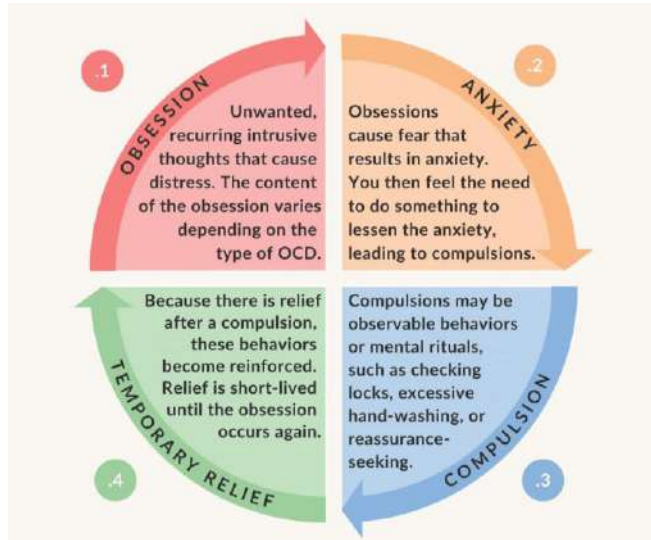 .1
OBSESSION
Unwanted,
recurring intrusive
thoughts that cause
distress. The content
of the obsession varies
depending on the
type of OCD.
.2
ANXIETY
Obsessions
cause fear that
results in anxiety.
You then feel the need
to do something to
lessen the anxiety,
leading to compulsions.
.3
COMPULSION
Compulsions may be
observable behaviors
or mental rituals,
such as checking
locks, excessive
hand-washing, or
reassurance-
seeking.
.4
TEMPORARY RELIEF
Because there is relief
after a compulsion,
these behaviors
become reinforced.
Relief is short-lived
until the obsession
occurs again.